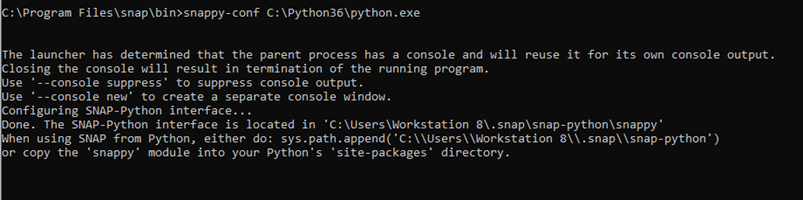 C:\Program Files\snap\bin>snappy-conf C:\Python36\python.exe
The launcher has determined that the parent process has a console and will reuse it for its own console output.
Closing the console will result in termination of the running program.
Use '--console suppress' to suppress console output.
Use '--console new' to create a separate console window.
Configuring SNAP-Python interface...
Done. The SNAP-Python interface is located in 'C:\Users\Workstation 8\.snap\snap-python\snappy'
When using SNAP from Python, either do: sys.path.append('C:\\Users\\Workstation 8\\.snap\\snap-python')
or copy the 'snappy' module into your Python's 'site-packages' directory.